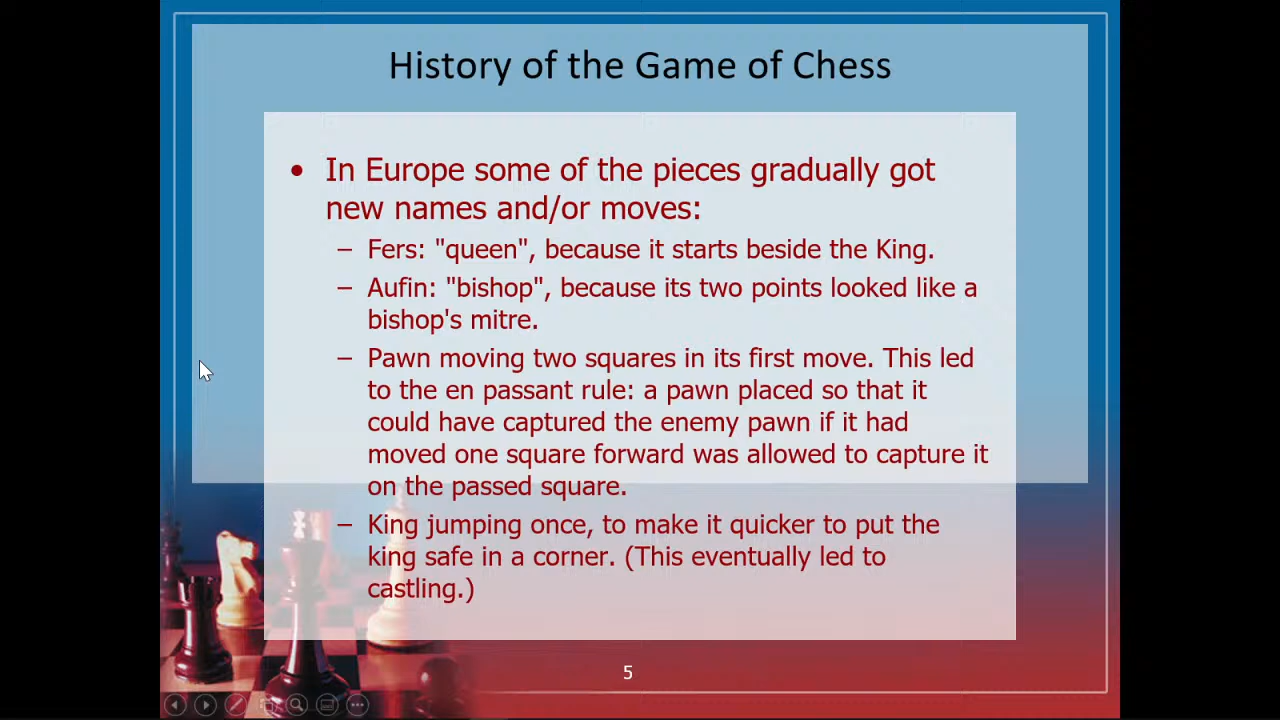 History of the Game of Chess
• In Europe some of the pieces gradually got
new names and/or moves:
– Fers: "queen", because it starts beside the King.
– Aufin: "bishop", because its two points looked like a
bishop's mitre.
– Pawn moving two squares in its first move. This led
to the en passant rule: a pawn placed so that it
could have captured the enemy pawn if it had
moved one square forward was allowed to capture it
on the passed square.
– King jumping once, to make it quicker to put the
king safe in a corner. (This eventually led to
castling.)
5